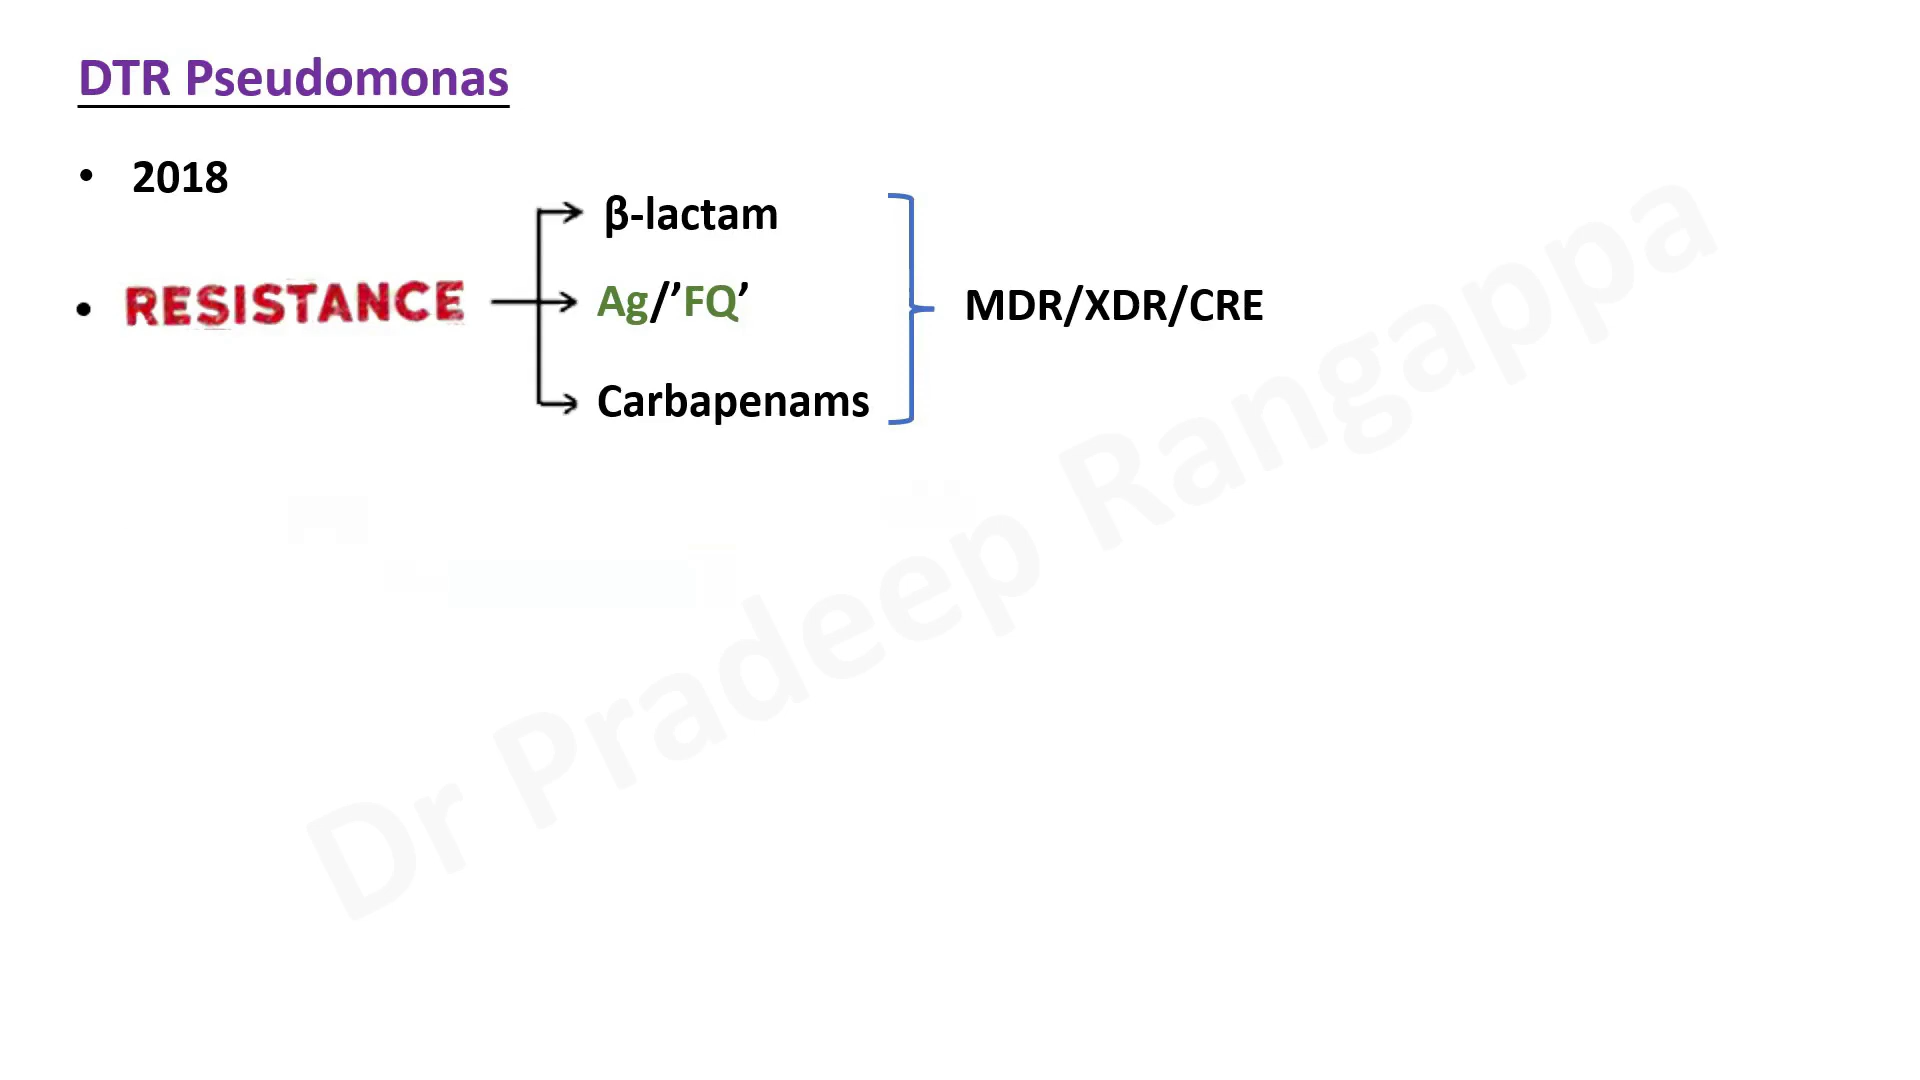 DTR Pseudomonas
• 2018
• RESISTANCE
β-lactam
Ag/’FQ’
Carbapenams
MDR/XDR/CRE
Dr Pradeep Rangappa